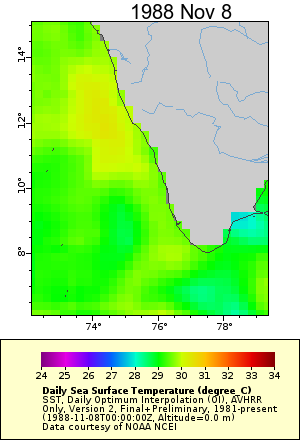 1988 Nov 8
14°
12°
10°
8°
74°
76°
78°
24 25 26 27 28 29 30 31 32 33 34
Daily Sea Surface Temperature (degree_C)
SST, Daily Optimum Interpolation (OI), AVHRR
Only, Version 2, Final+Preliminary, 1981-present
(1988-11-08T00:00:00Z, Altitude=0.0 m)
Data courtesy of NOAA NCEI